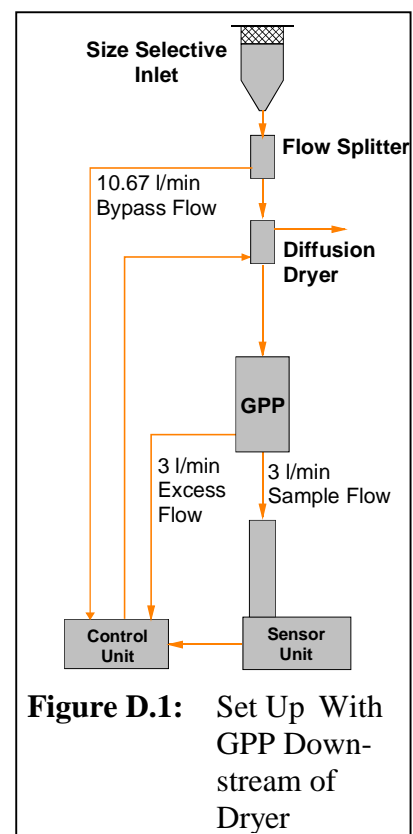 Size Selective
Inlet
Flow Splitter
10.67 l/min
Bypass Flow
Diffusion
Dryer
GPP
3 l/min
Excess
Flow
3 l/min
Sample Flow
Control
Unit
Sensor
Unit
Figure D.1: Set Up With
GPP Down-
stream of
Dryer